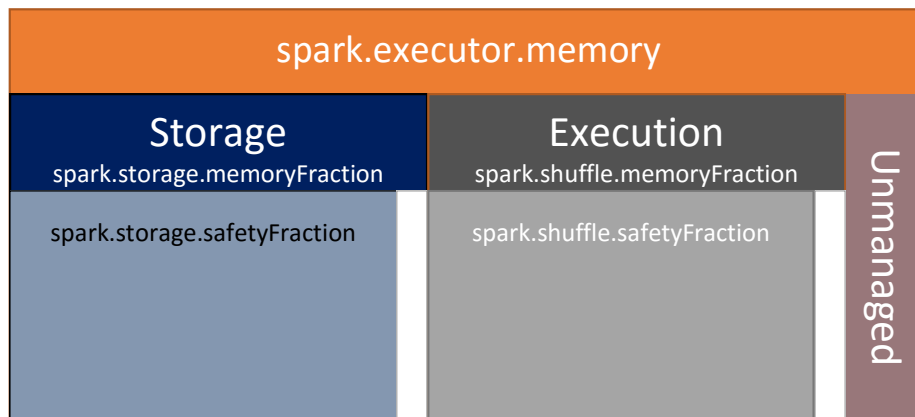 spark.executor.memory
Storage
spark.storage.memoryFraction
Execution
spark.shuffle.memoryFraction
Unmanaged
spark.storage.safetyFraction
spark.shuffle.safetyFraction